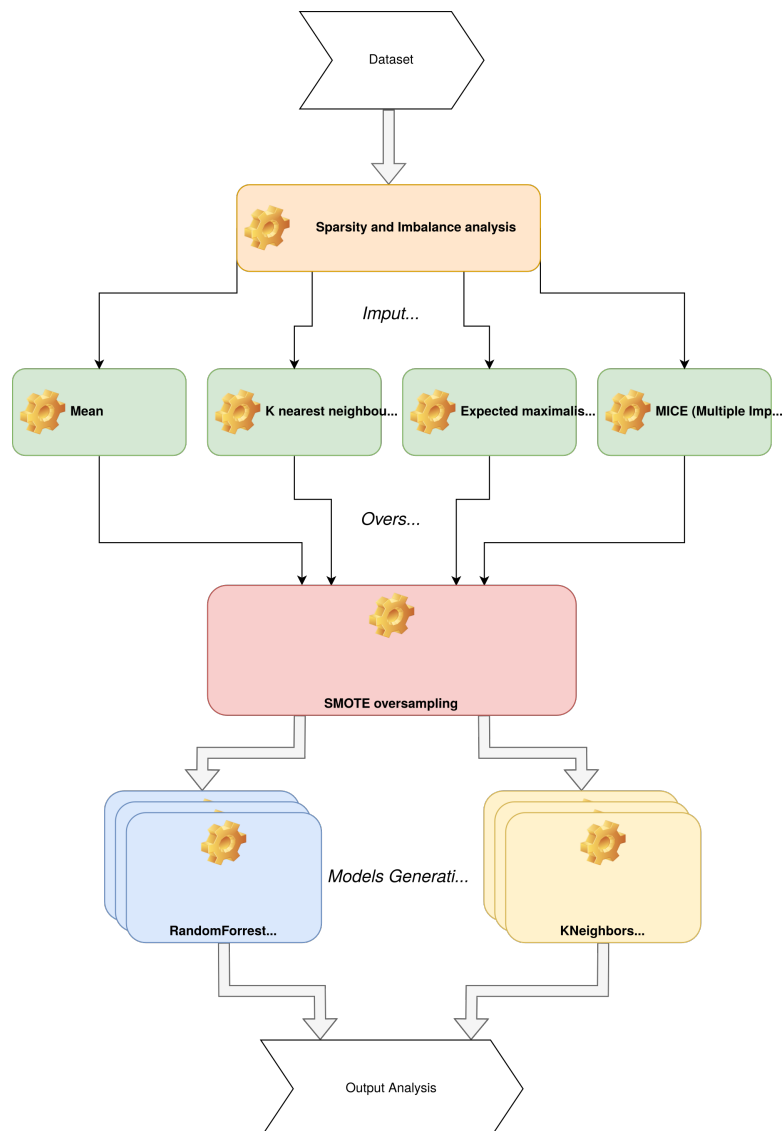 Dataset
Sparsity and Imbalance analysis
Imput...
Mean
K nearest neighbou...
Expected maximalis...
MICE (Multiple Imp...
Overs...
SMOTE oversampling
Models Generati...
RandomForrest...
KNeighbors...
Output Analysis